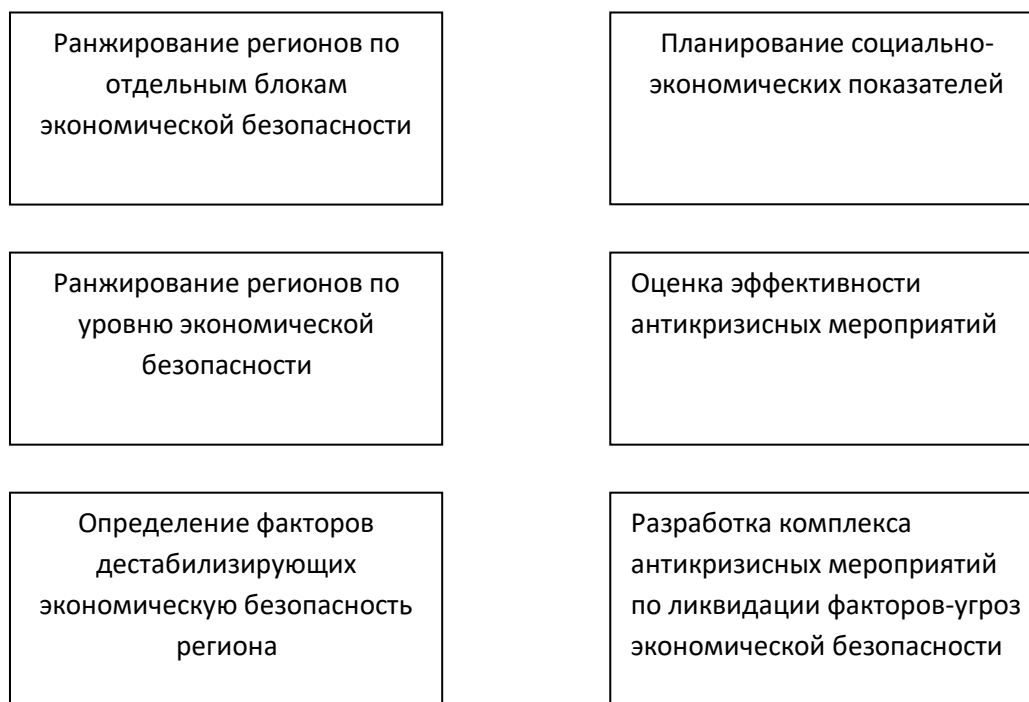 Ранжирование регионов по
отдельным блокам
экономической безопасности
Планирование социально-
экономических показателей
Ранжирование регионов по
уровню экономической
безопасности
Оценка эффективности
антикризисных мероприятий
Определение факторов
дестабилизирующих
экономическую безопасность
региона
Разработка комплекса
антикризисных мероприятий
по ликвидации факторов-угроз
экономической безопасности